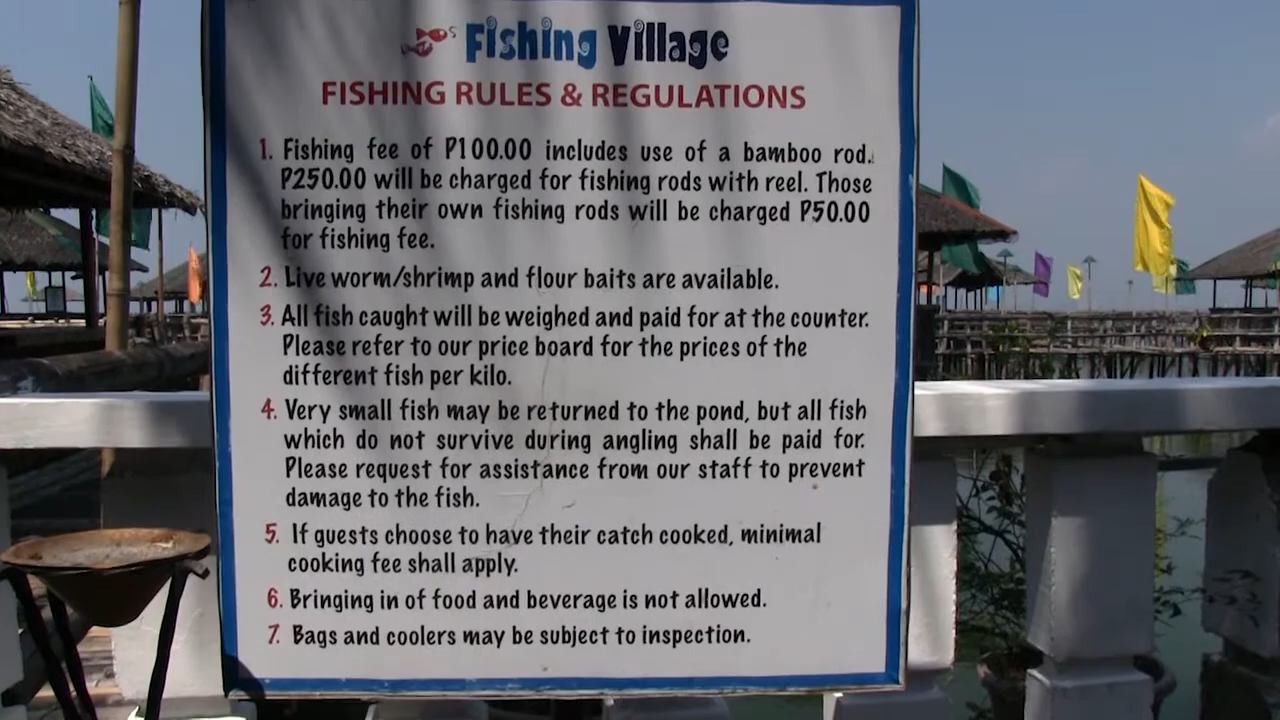 Fishing Village
FISHING RULES & REGULATIONS
1. Fishing fee of P100.00 includes use of a bamboo rod.
P250.00 will be charged for fishing rods with reel. Those
bringing their own fishing rods will be charged P50.00
for fishing fee.
2. Live worm/shrimp and flour baits are available.
3. All fish caught will be weighed and paid for at the counter.
Please refer to our price board for the prices of the
different fish per kilo.
4. Very small fish may be returned to the pond, but all fish
which do not survive during angling shall be paid for.
Please request for assistance from our staff to prevent
damage to the fish.
5. If guests choose to have their catch cooked, minimal
cooking fee shall apply.
6. Bringing in of food and beverage is not allowed.
7. Bags and coolers may be subject to inspection.